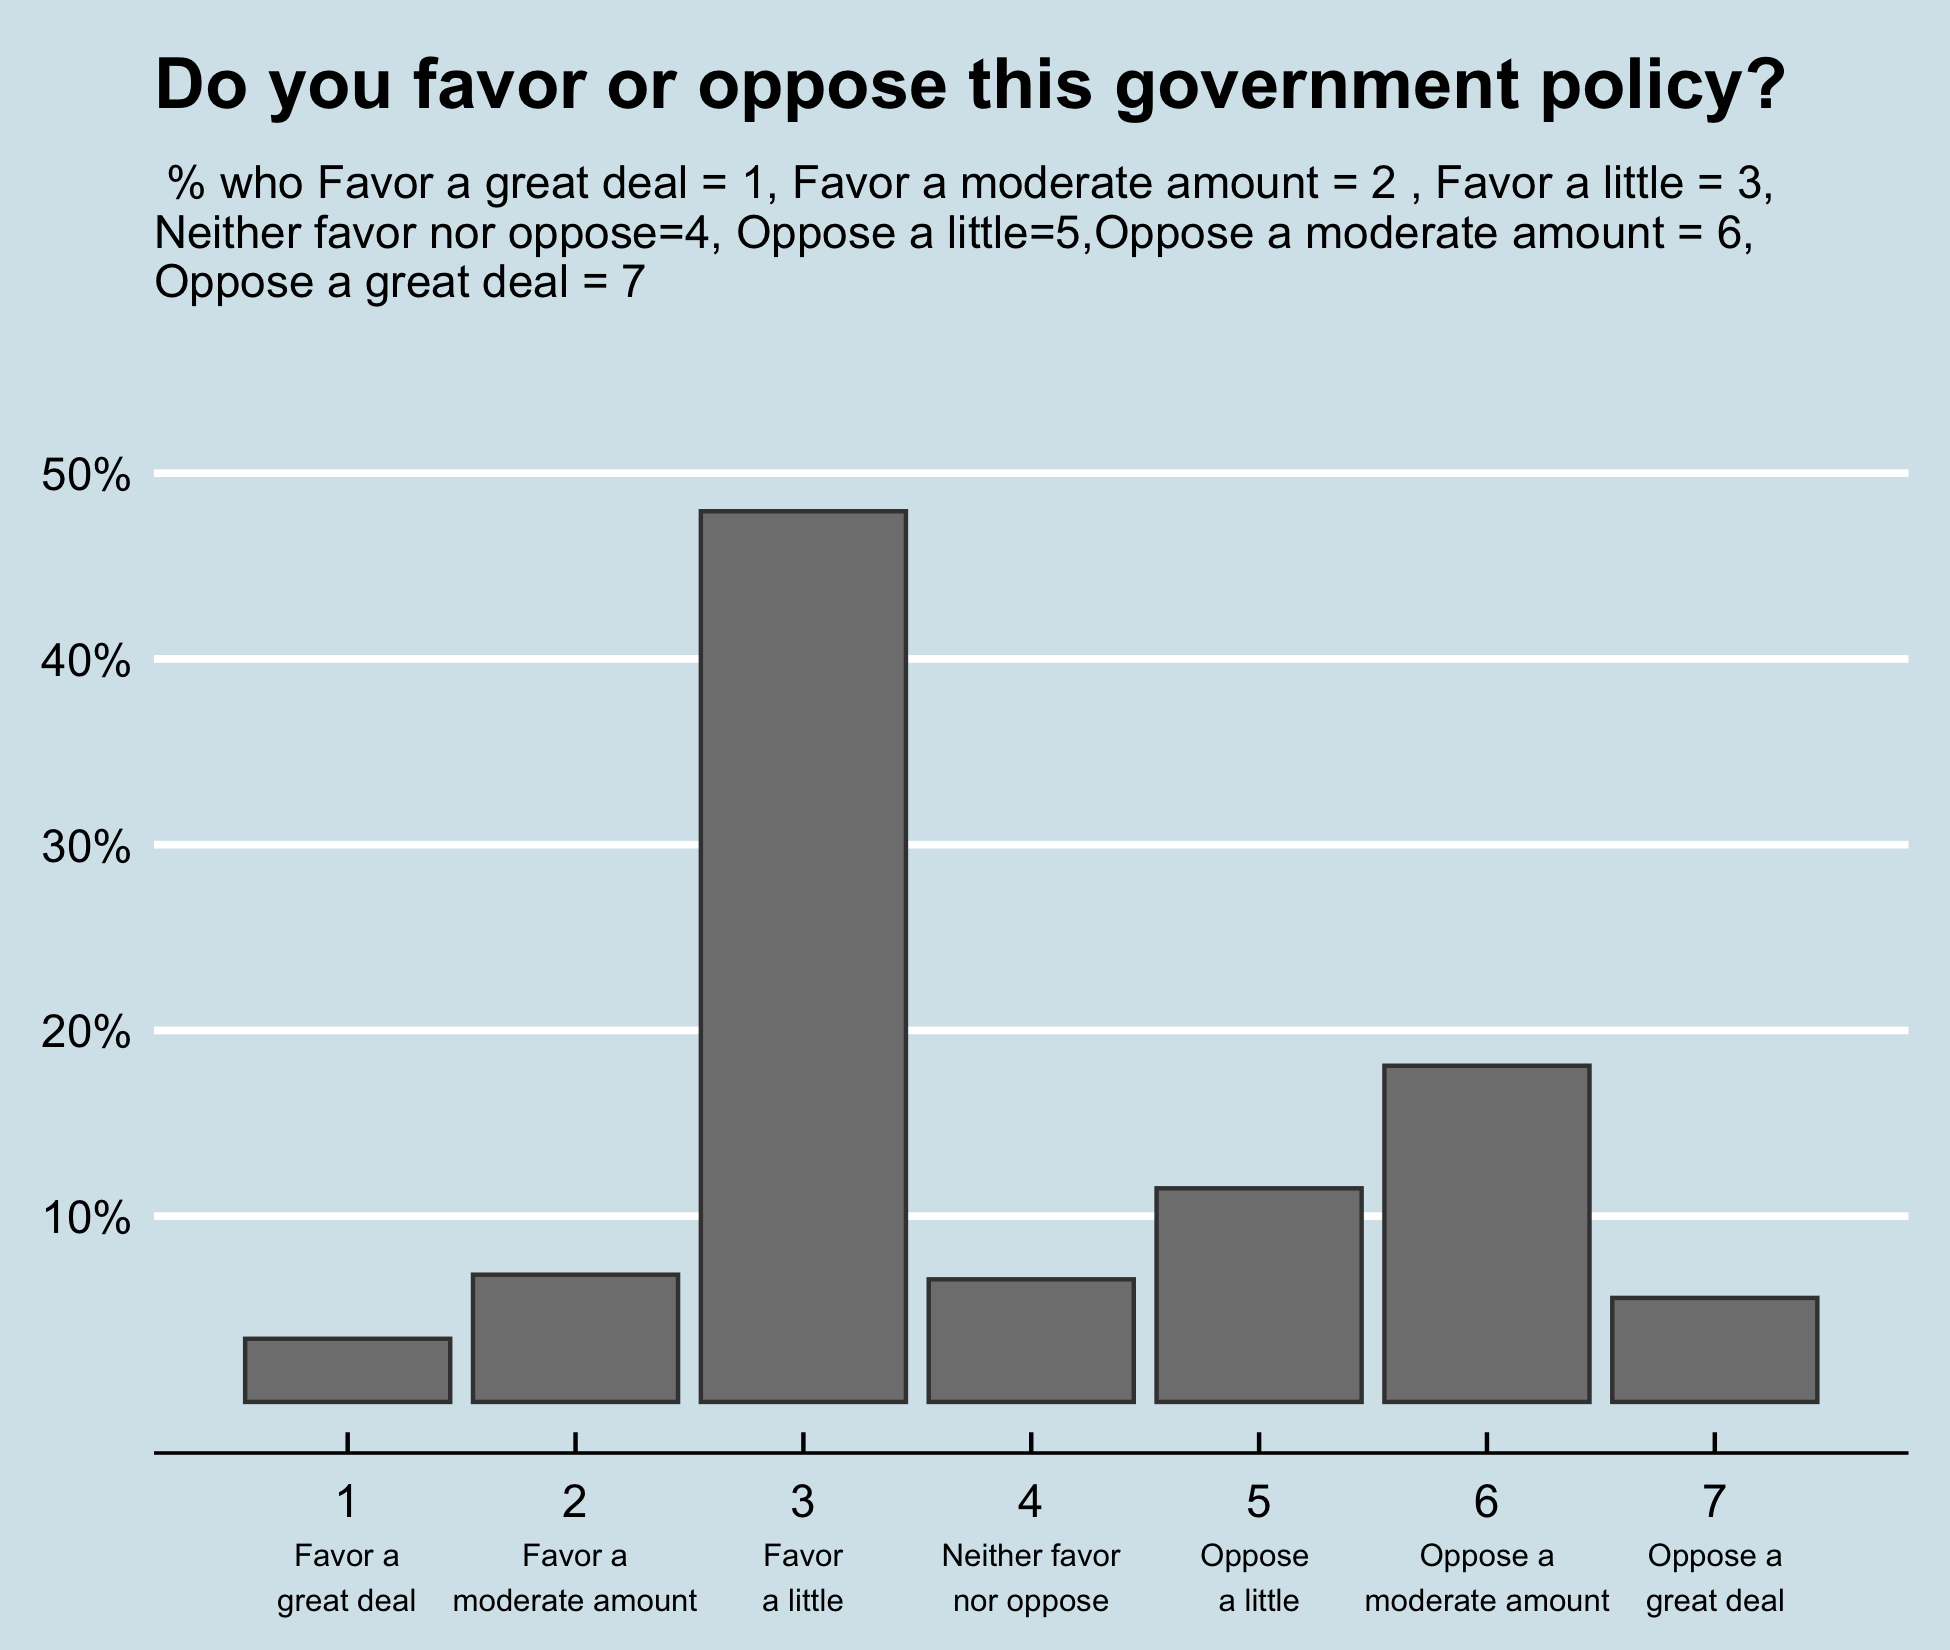 Do you favor or oppose this government policy?
% who Favor a great deal = 1, Favor a moderate amount = 2 , Favor a little = 3,
Neither favor nor oppose=4, Oppose a little=5,Oppose a moderate amount = 6,
Oppose a great deal = 7
50%
40%
30%
20%
10%
1 2 3 4 5 6 7
Favor a Favor a Favor Neither favor Oppose Oppose a Oppose a
great deal moderate amount a little nor oppose a little moderate amount great deal